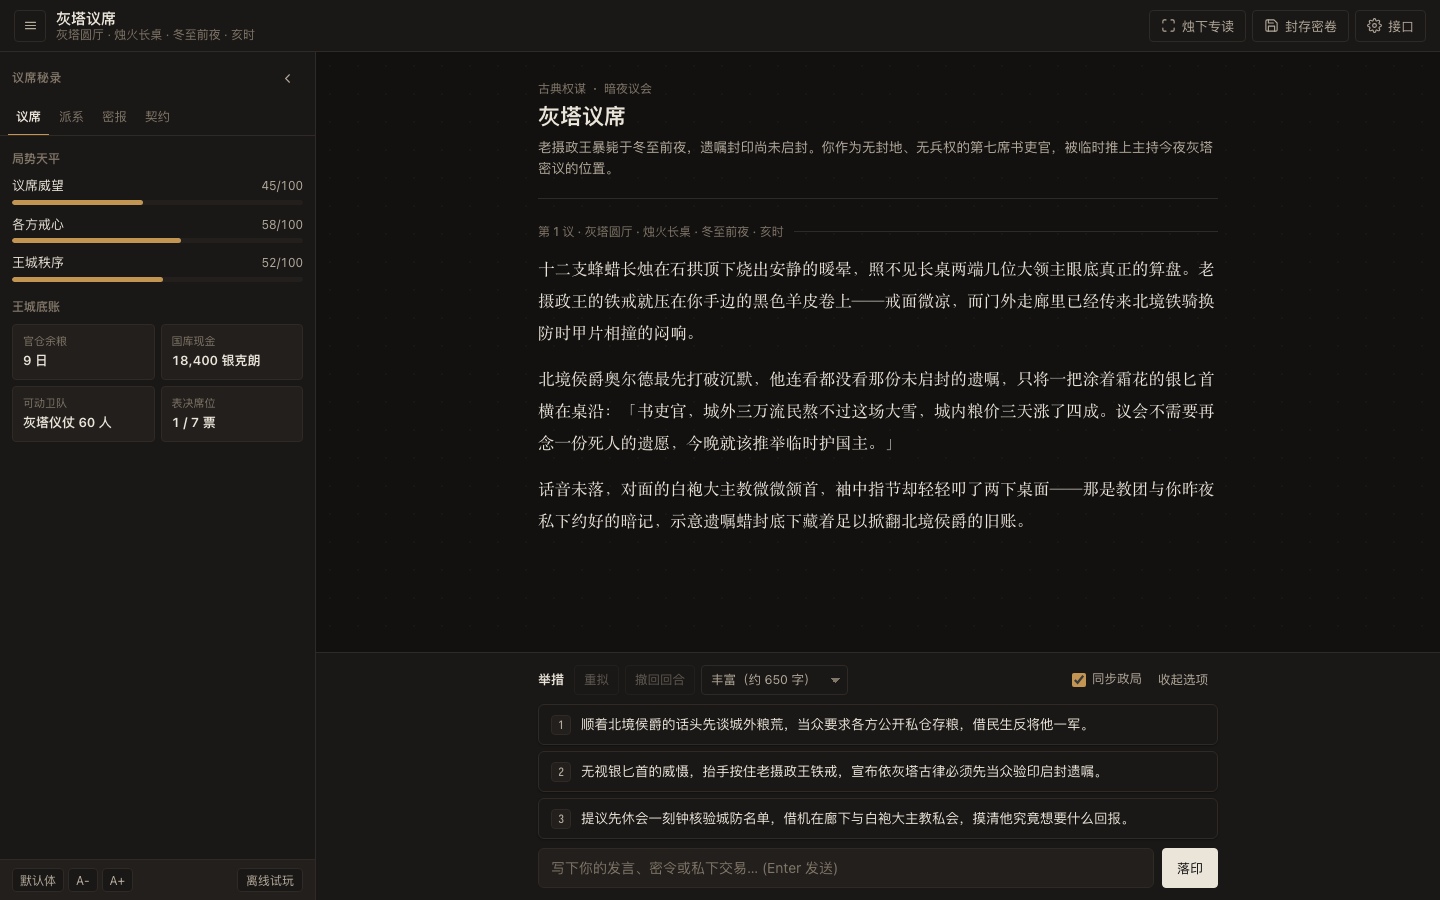 灰塔议席
灰塔圆厅 · 烛火长桌 · 冬至前夜 · 亥时
烛下专读
封存密卷
接口
议席秘录
议席 派系 密报 契约
局势天平
议席威望 45/100
各方戒心 58/100
王城秩序 52/100
王城底账
官仓余粮
9 日
国库现金
18,400 银克朗
可动卫队
灰塔仪仗 60 人
表决席位
1 / 7 票
默认体 A- A+ 离线试玩
古典权谋 · 暗夜议会
灰塔议席
老摄政王暴毙于冬至前夜，遗嘱封印尚未启封。你作为无封地、无兵权的第七席书吏官，被临时推上主持今夜灰塔
密议的位置。
第 1 议 · 灰塔圆厅 · 烛火长桌 · 冬至前夜 · 亥时
十二支蜂蜡长烛在石拱顶下烧出安静的暖晕，照不见长桌两端几位大领主眼底真正的算盘。老
摄政王的铁戒就压在你手边的黑色羊皮卷上——戒面微凉，而门外走廊里已经传来北境铁骑换
防时甲片相撞的闷响。
北境侯爵奥尔德最先打破沉默，他连看都没看那份未启封的遗嘱，只将一把涂着霜花的银匕首
横在桌沿：「书吏官，城外三万流民熬不过这场大雪，城内粮价三天涨了四成。议会不需要再
念一份死人的遗愿，今晚就该推举临时护国主。」
话音未落，对面的白袍大主教微微颔首，袖中指节却轻轻叩了两下桌面——那是教团与你昨夜
私下约好的暗记，示意遗嘱蜡封底下藏着足以掀翻北境侯爵的旧账。
举措 重拟 撤回回合 丰富（约 650 字） 同步政局 收起选项
1 顺着北境侯爵的话头先谈城外粮荒，当众要求各方公开私仓存粮，借民生反将他一军。
2 无视银匕首的威慑，抬手按住老摄政王铁戒，宣布依灰塔古律必须先当众验印启封遗嘱。
3 提议先休会一刻钟核验城防名单，借机在廊下与白袍大主教私会，摸清他究竟想要什么回报。
写下你的发言、密令或私下交易... (Enter 发送)
落印